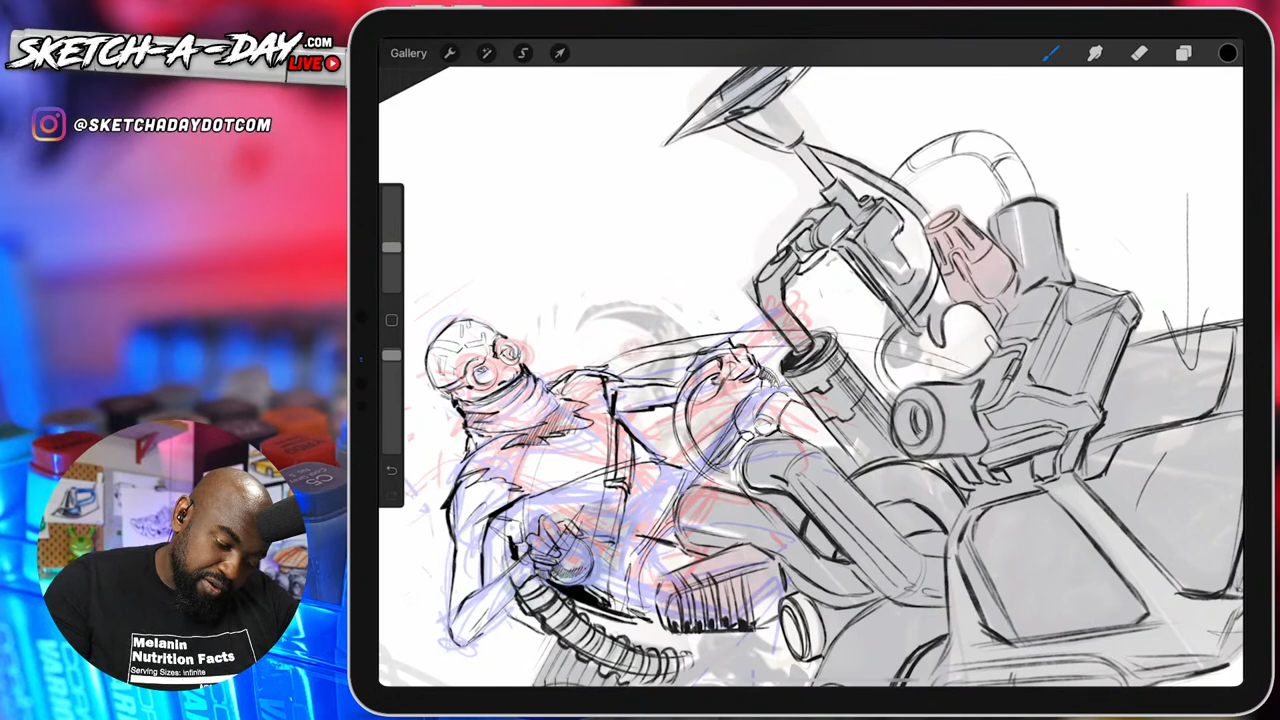 SKETCH-A-DAY.COM
LIVE
@SKETCHADAYDOTCOM
Gallery
Melanin
Nutrition Facts
Serving Sizes: Infinite